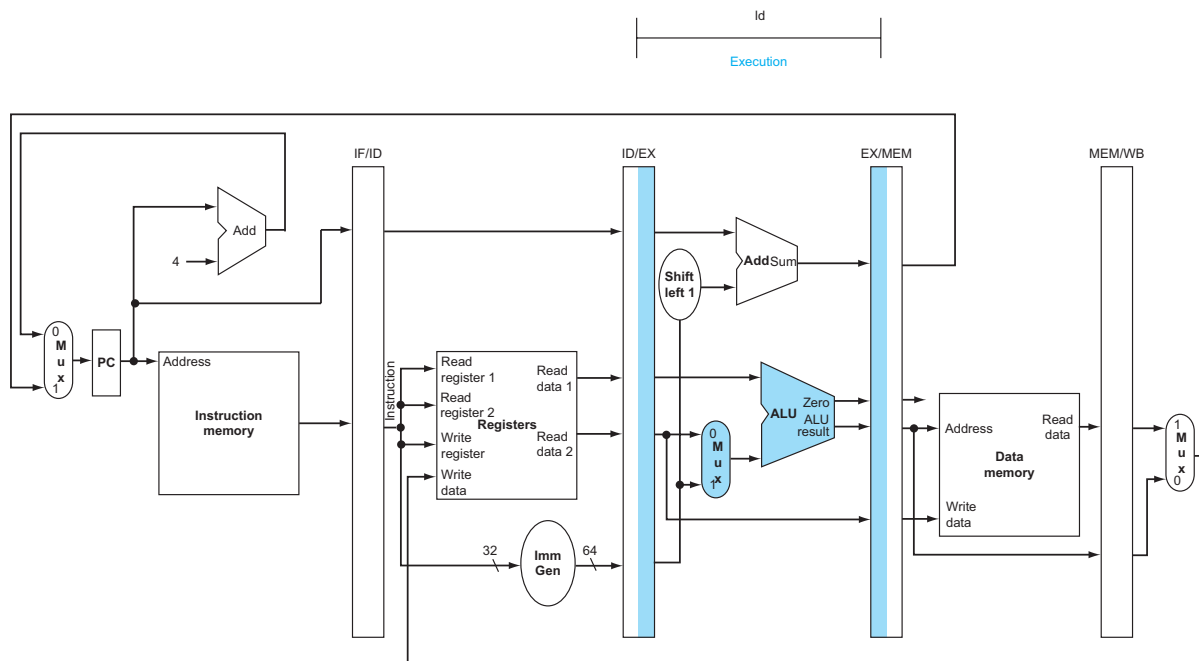 Id
Execution
IF/ID
ID/EX
EX/MEM
MEM/WB
Add
4
Add Sum
Shift
left 1
0
M
u
x
1
PC
Address
Instruction
memory
Instruction
Read
register 1
Read
register 2
Registers
Write
register
Write
data
Read
data 1
Read
data 2
0
M
u
x
1
Zero
ALU
ALU
result
Address
Read
data
Data
memory
Write
data
1
M
u
x
0
32
Imm
Gen
64